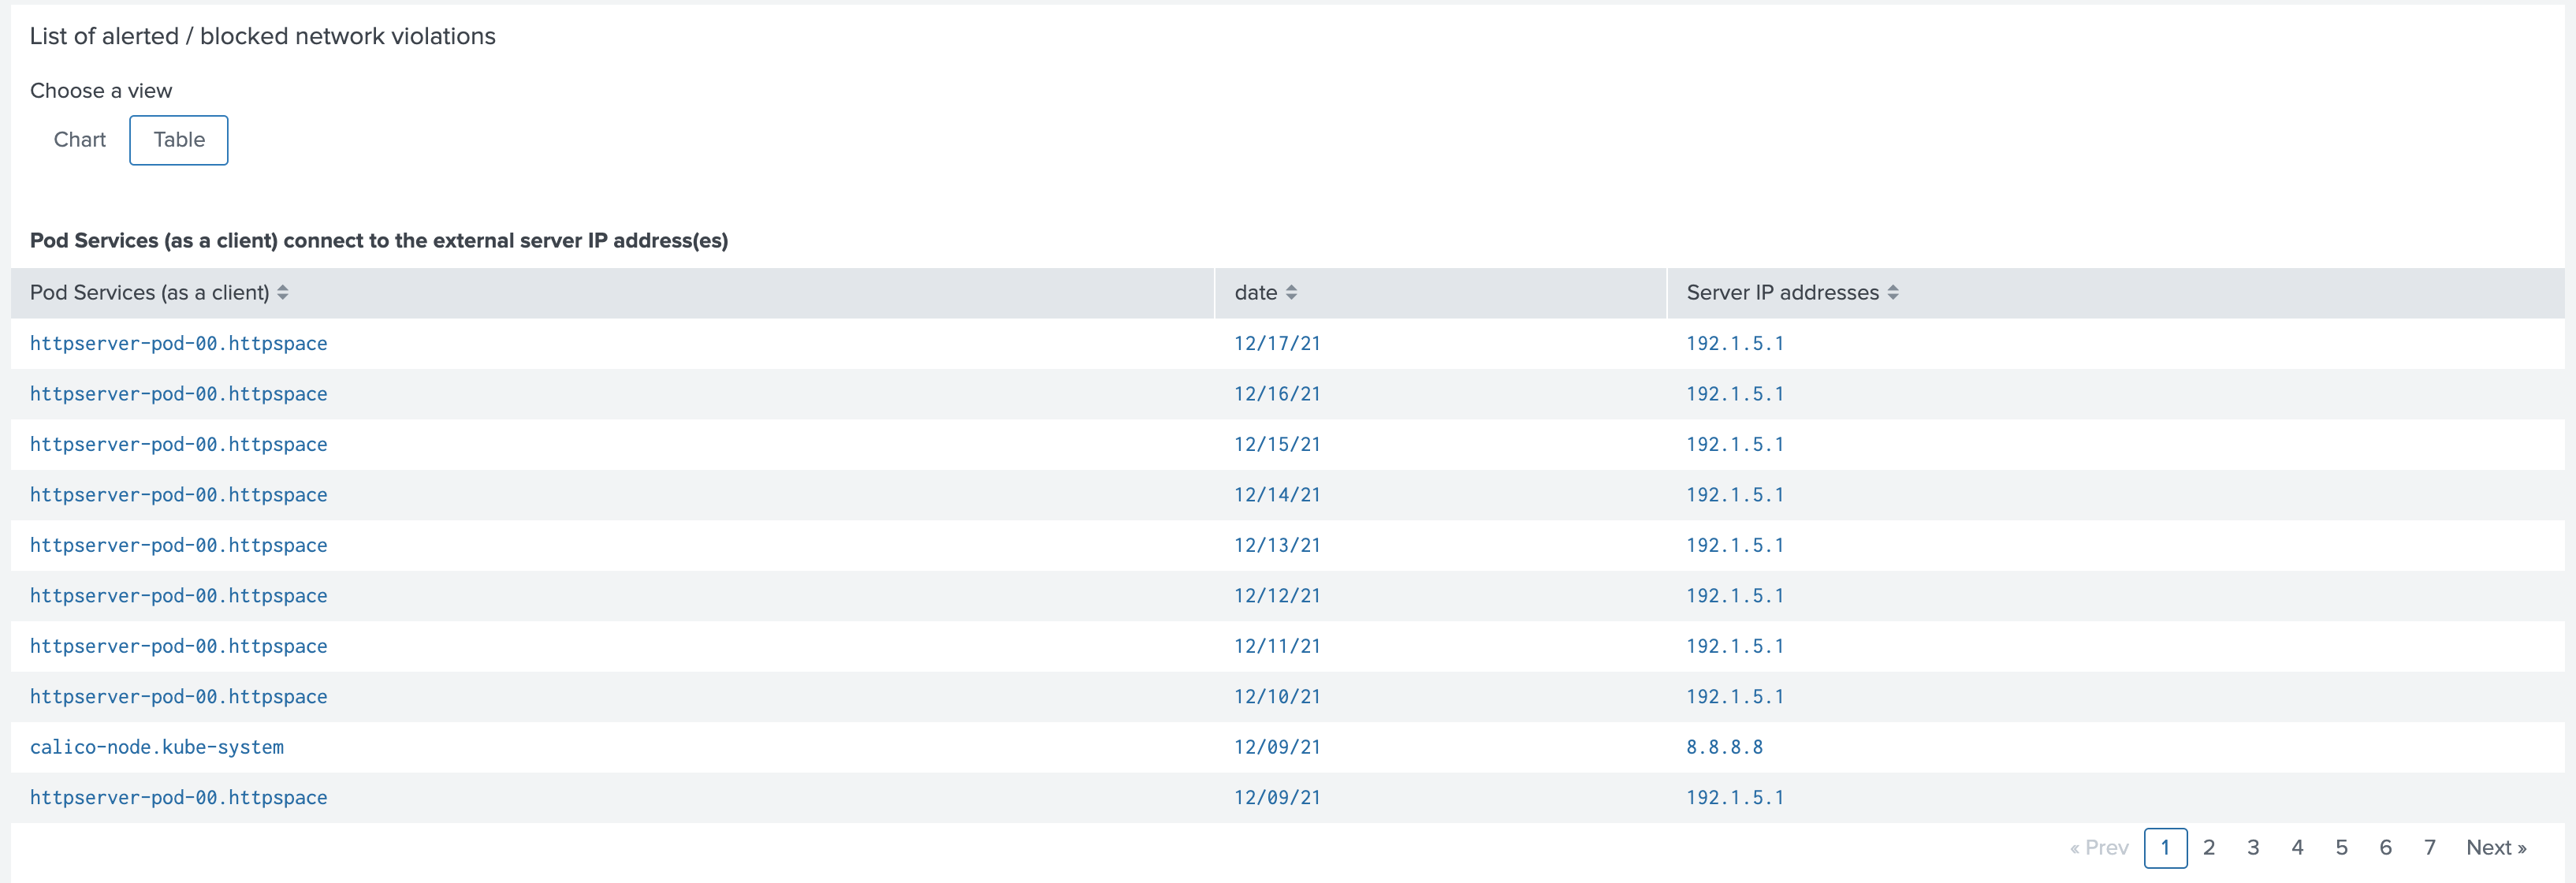 List of alerted / blocked network violations
Choose a view
Chart Table
Pod Services (as a client) connect to the external server IP address(es)
Pod Services (as a client) date Server IP addresses
httpserver-pod-00.httpspace 12/17/21 192.1.5.1
httpserver-pod-00.httpspace 12/16/21 192.1.5.1
httpserver-pod-00.httpspace 12/15/21 192.1.5.1
httpserver-pod-00.httpspace 12/14/21 192.1.5.1
httpserver-pod-00.httpspace 12/13/21 192.1.5.1
httpserver-pod-00.httpspace 12/12/21 192.1.5.1
httpserver-pod-00.httpspace 12/11/21 192.1.5.1
httpserver-pod-00.httpspace 12/10/21 192.1.5.1
calico-node.kube-system 12/09/21 8.8.8.8
httpserver-pod-00.httpspace 12/09/21 192.1.5.1
« Prev 1 2 3 4 5 6 7 Next »